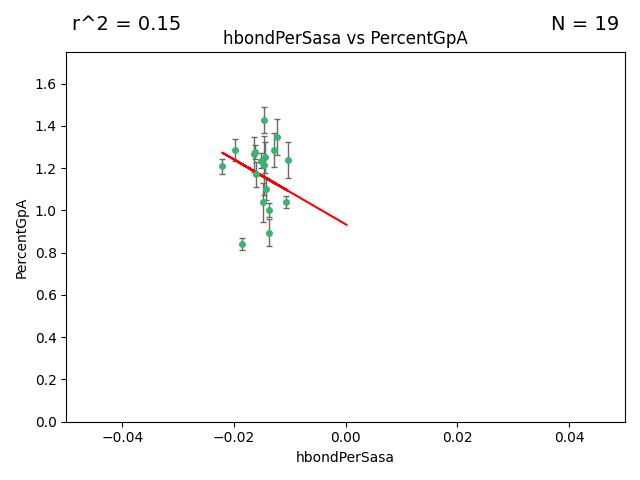 r^2 = 0.15
N = 19
hbondPerSasa vs PercentGpA
PercentGpA
1.6
1.4
1.2
1.0
0.8
0.6
0.4
0.2
0.0
−0.04
−0.02
0.00
0.02
0.04
hbondPerSasa